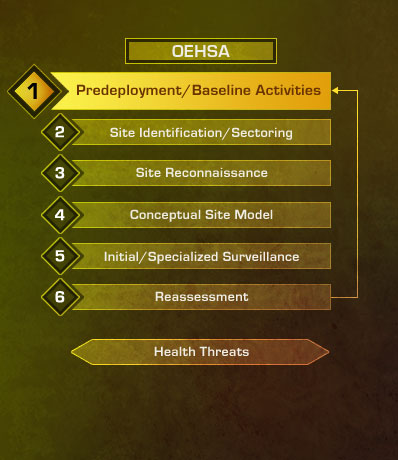 OEHSA
1 Predeployment/Baseline Activities
2 Site Identification/Sectoring
3 Site Reconnaissance
4 Conceptual Site Model
5 Initial/Specialized Surveillance
6 Reassessment
Health Threats